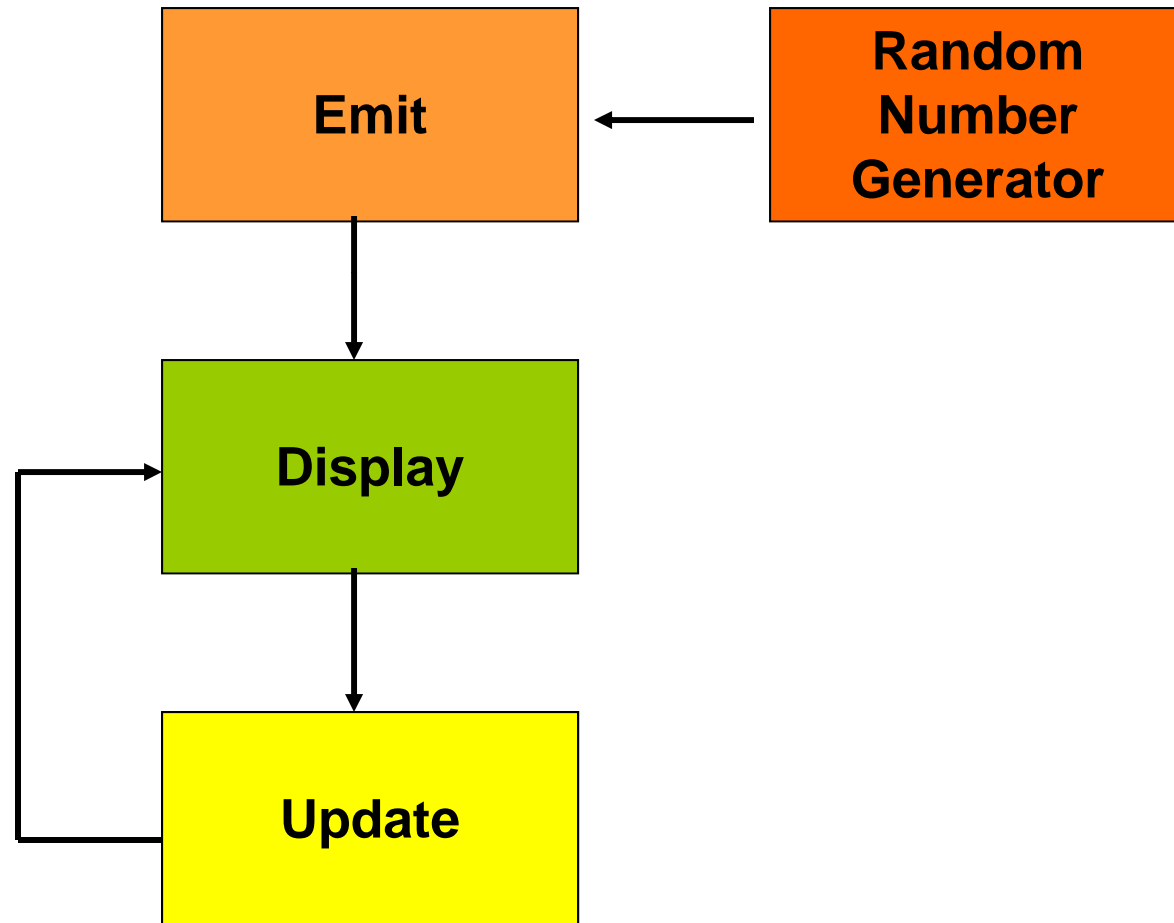 Emit
Random
Number
Generator
Display
Update